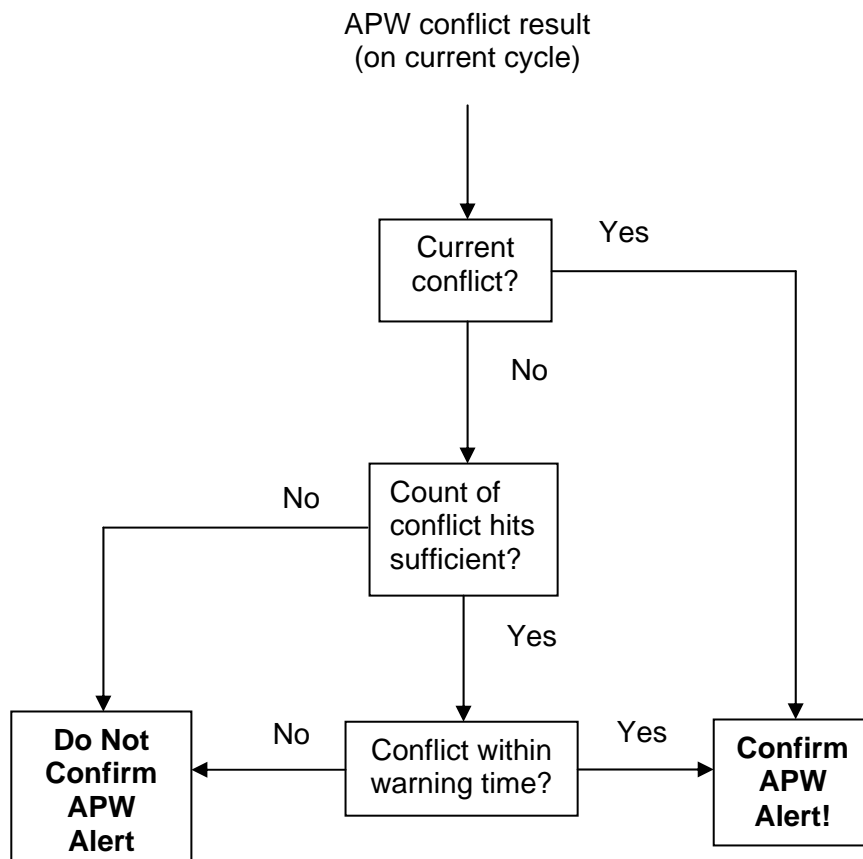 APW conflict result
(on current cycle)
Current
conflict?
Yes
No
No
Count of
conflict hits
sufficient?
Yes
Do Not
Confirm
APW
Alert
No
Conflict within
warning time?
Yes
Confirm
APW
Alert!